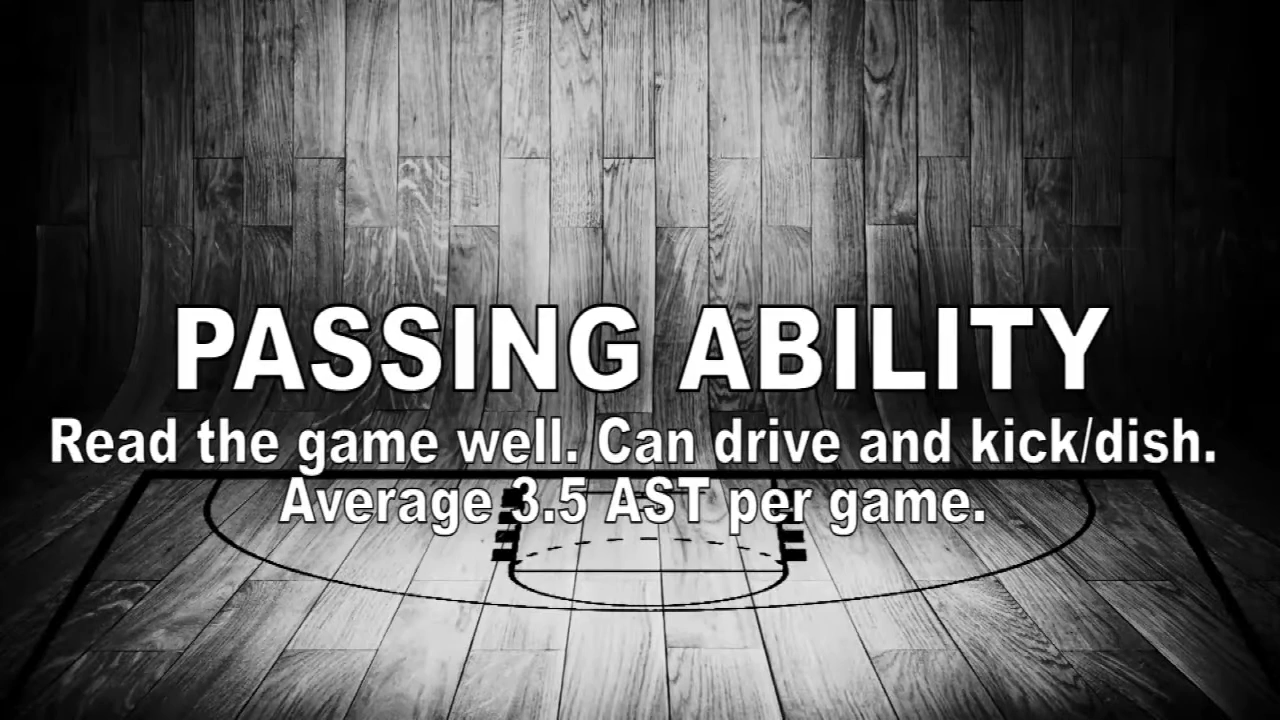 PASSING ABILITY
Read the game well. Can drive and kick/dish.
Average 3.5 AST per game.